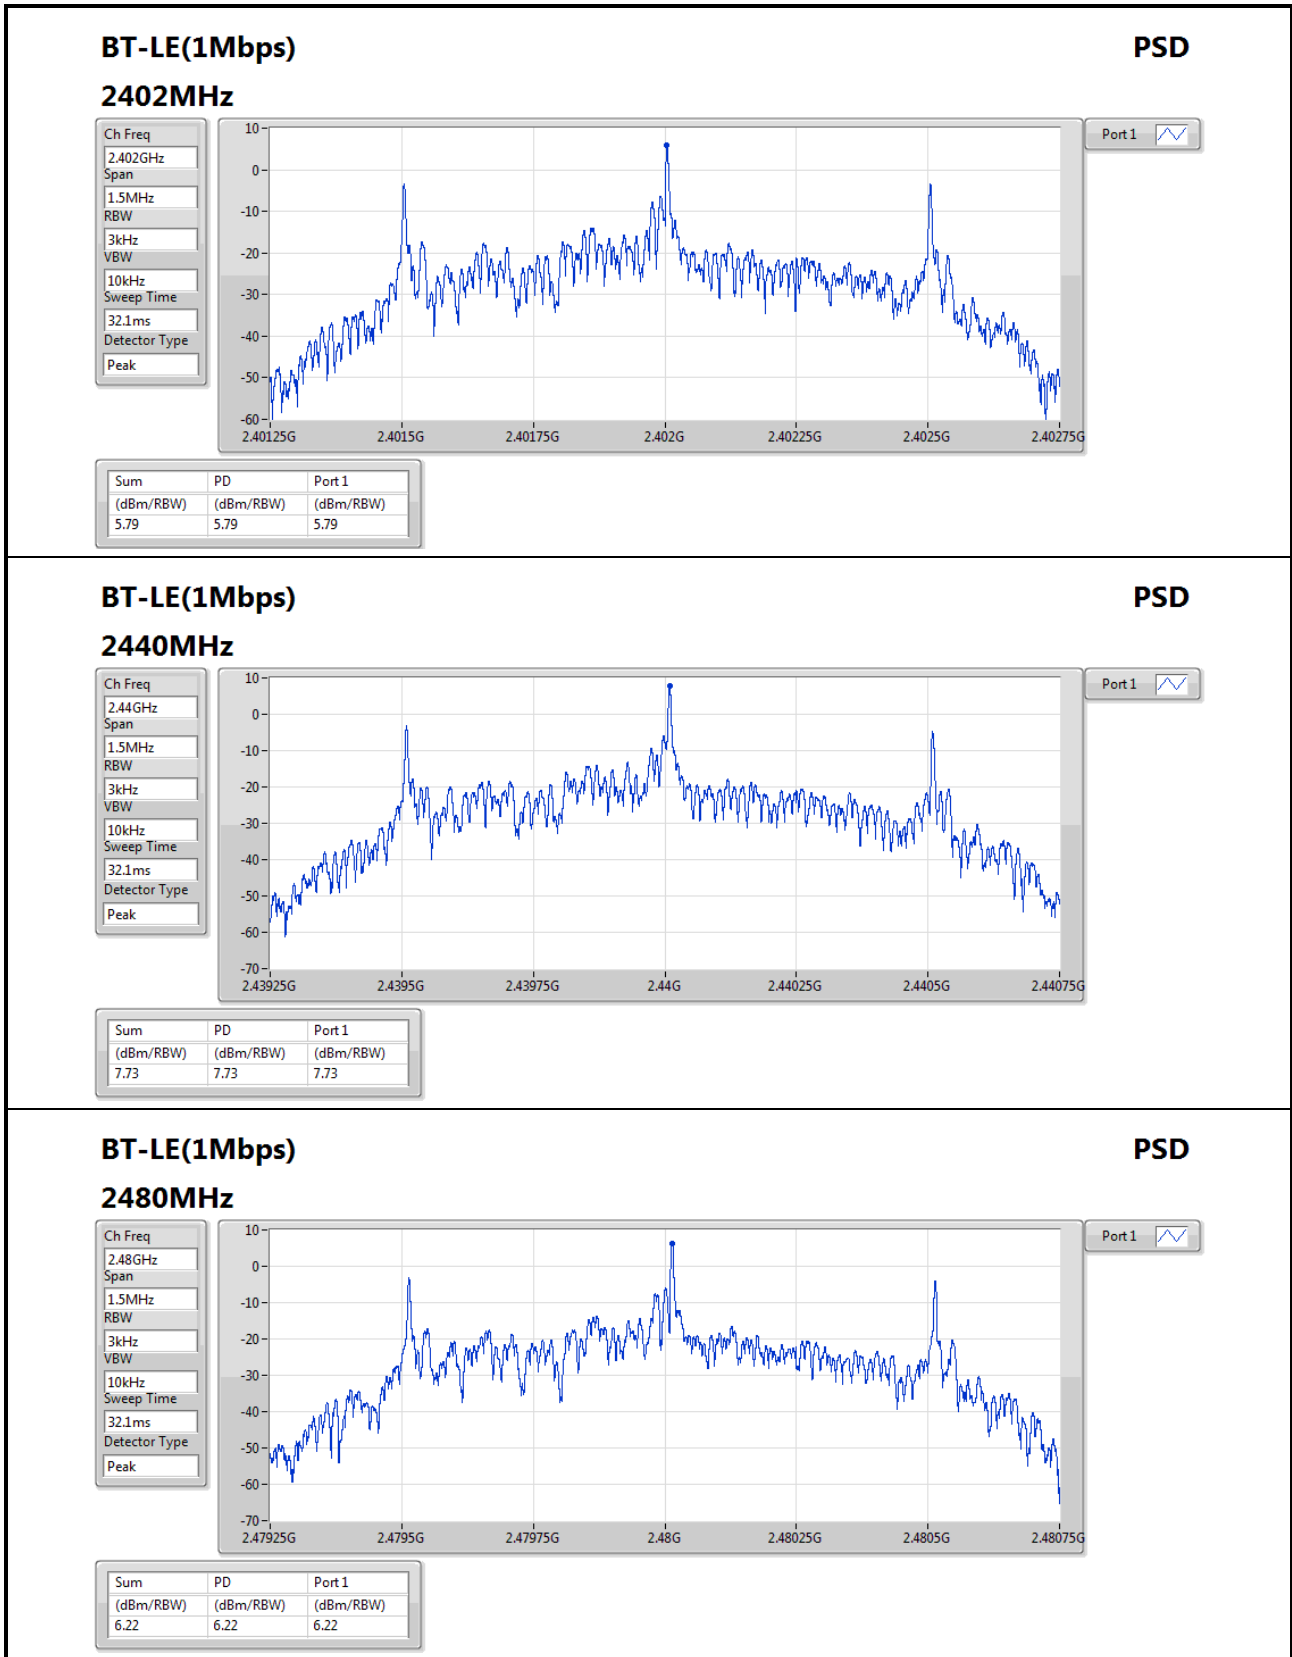 BT-LE(1Mbps) PSD
2402MHz
Ch Freq
2.402GHz
Span
1.5MHz
RBW
3kHz
VBW
10kHz
Sweep Time
32.1ms
Detector Type
Peak
10
0
-10
-20
-30
-40
-50
-60
2.40125G 2.4015G 2.40175G 2.402G 2.40225G 2.4025G 2.40275G
Port 1
Sum PD Port 1
(dBm/RBW) (dBm/RBW) (dBm/RBW)
5.79 5.79 5.79
BT-LE(1Mbps) PSD
2440MHz
Ch Freq
2.44GHz
Span
1.5MHz
RBW
3kHz
VBW
10kHz
Sweep Time
32.1ms
Detector Type
Peak
10
0
-10
-20
-30
-40
-50
-60
-70
2.43925G 2.4395G 2.43975G 2.44G 2.44025G 2.4405G 2.44075G
Port 1
Sum PD Port 1
(dBm/RBW) (dBm/RBW) (dBm/RBW)
7.73 7.73 7.73
BT-LE(1Mbps) PSD
2480MHz
Ch Freq
2.48GHz
Span
1.5MHz
RBW
3kHz
VBW
10kHz
Sweep Time
32.1ms
Detector Type
Peak
10
0
-10
-20
-30
-40
-50
-60
-70
2.47925G 2.4795G 2.47975G 2.48G 2.48025G 2.4805G 2.48075G
Port 1
Sum PD Port 1
(dBm/RBW) (dBm/RBW) (dBm/RBW)
6.22 6.22 6.22